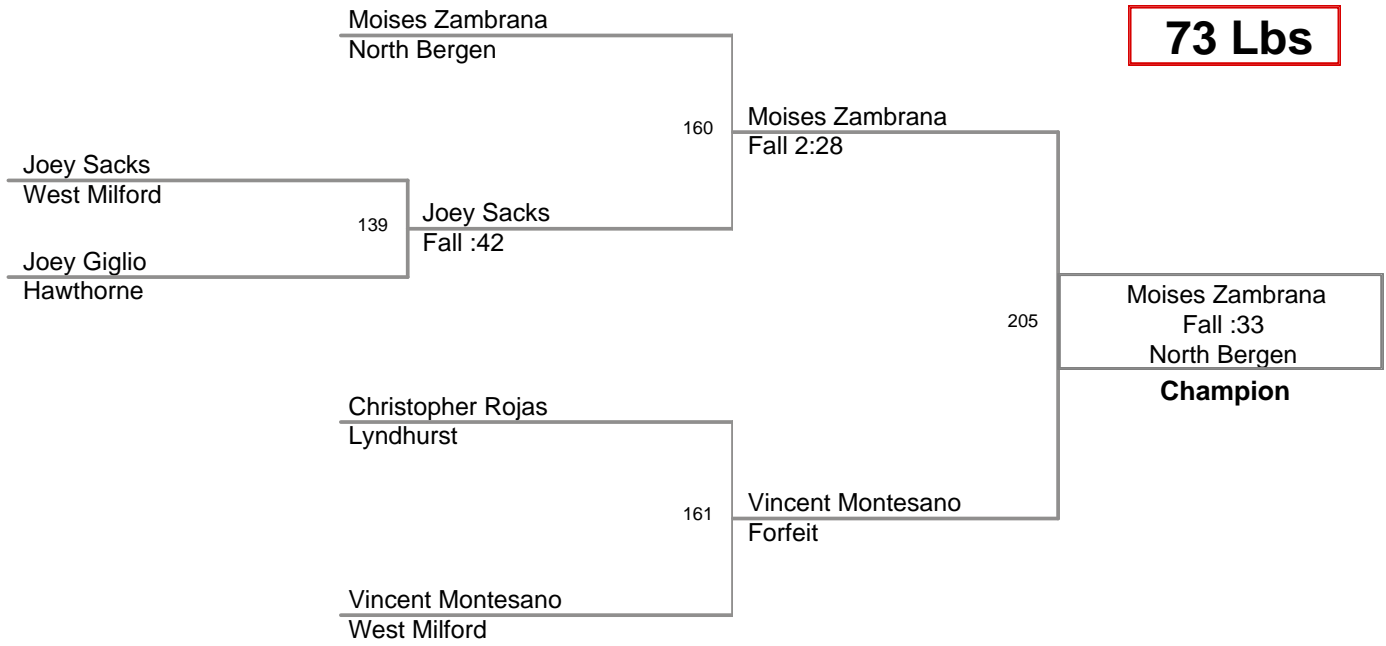 Moises Zambrana
North Bergen
73 Lbs
160
Moises Zambrana
Fall 2:28
Joey Sacks
West Milford
139
Joey Sacks
Fall :42
Joey Giglio
Hawthorne
205
Moises Zambrana
Fall :33
North Bergen
Champion
Christopher Rojas
Lyndhurst
161
Vincent Montesano
Forfeit
Vincent Montesano
West Milford